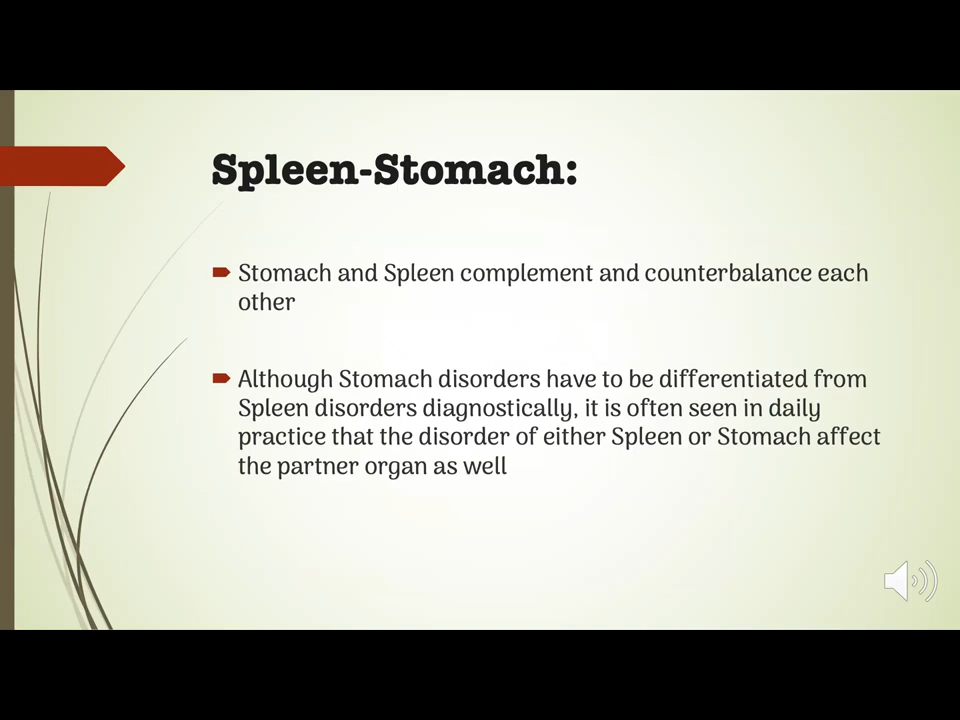 Spleen-Stomach:
Stomach and Spleen complement and counterbalance each
other
Although Stomach disorders have to be differentiated from
Spleen disorders diagnostically, it is often seen in daily
practice that the disorder of either Spleen or Stomach affect
the partner organ as well